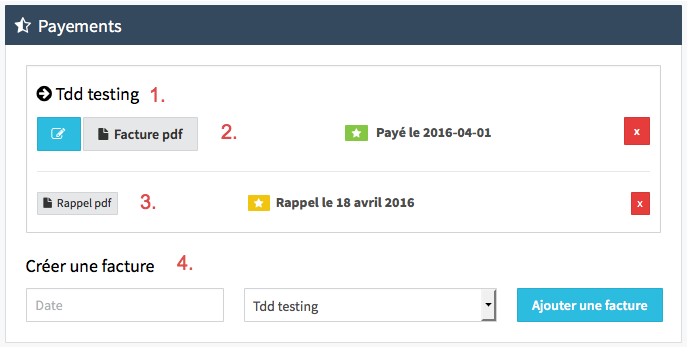 Payements
Tdd testing 1.
Facture pdf 2. Payé le 2016-04-01 x
Rappel pdf 3. Rappel le 18 avril 2016 x
Créer une facture 4.
Date Tdd testing Ajouter une facture